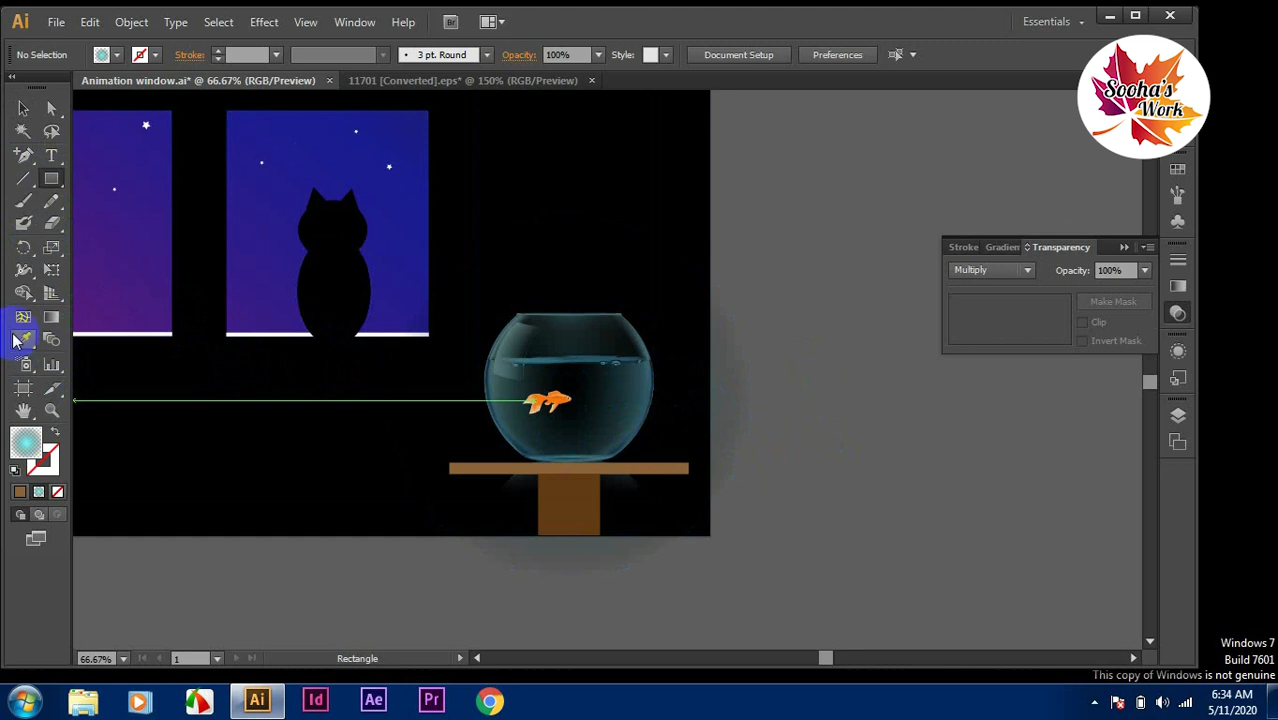 Ai File Edit Object Type Select Effect View Window Help Br Essentials
No Selection Stroke: 3 pt. Round Opacity: 100% Style: Document Setup Preferences
Animation window.ai* @ 66.67% (RGB/Preview) × 11701 [Converted].eps* @ 150% (RGB/Preview) ×
Sooha's
Work
Stroke Gradien Transparency
Multiply Opacity: 100%
Make Mask
Clip
Invert Mask
66.67% 1 Rectangle
Windows 7
Build 7601
This copy of Windows is not genuine
Ai Id Ae Pr
6:34 AM
5/11/2020